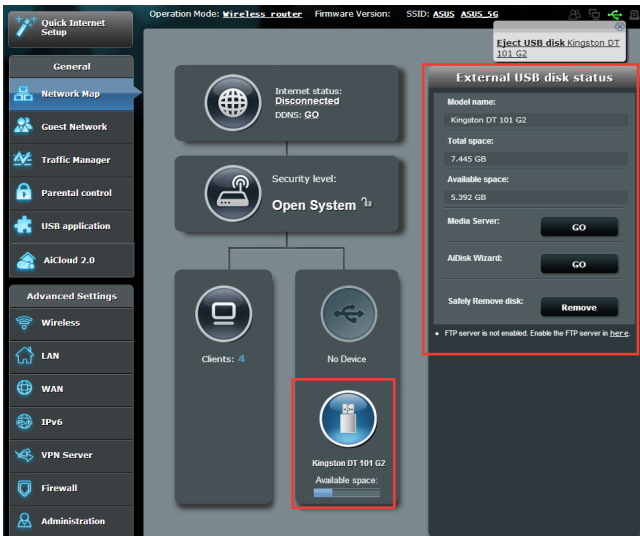 Quick Internet
Setup
Operation Mode: Wireless router Firmware Version: SSID: ASUS ASUS_5G
Eject USB disk Kingston DT
101 G2
General
Network Map
Guest Network
Traffic Manager
Parental control
USB application
AiCloud 2.0
Advanced Settings
Wireless
LAN
WAN
IPv6
VPN Server
Firewall
Administration
Internet status:
Disconnected
DDNS: GO
Security level:
Open System
Clients: 4
No Device
Kingston DT 101 G2
Available space:
External USB disk status
Model name:
Kingston DT 101 G2
Total space:
7.445 GB
Available space:
5.392 GB
Media Server:
GO
AiDisk Wizard:
GO
Safely Remove disk:
Remove
• FTP server is not enabled. Enable the FTP server in her e.